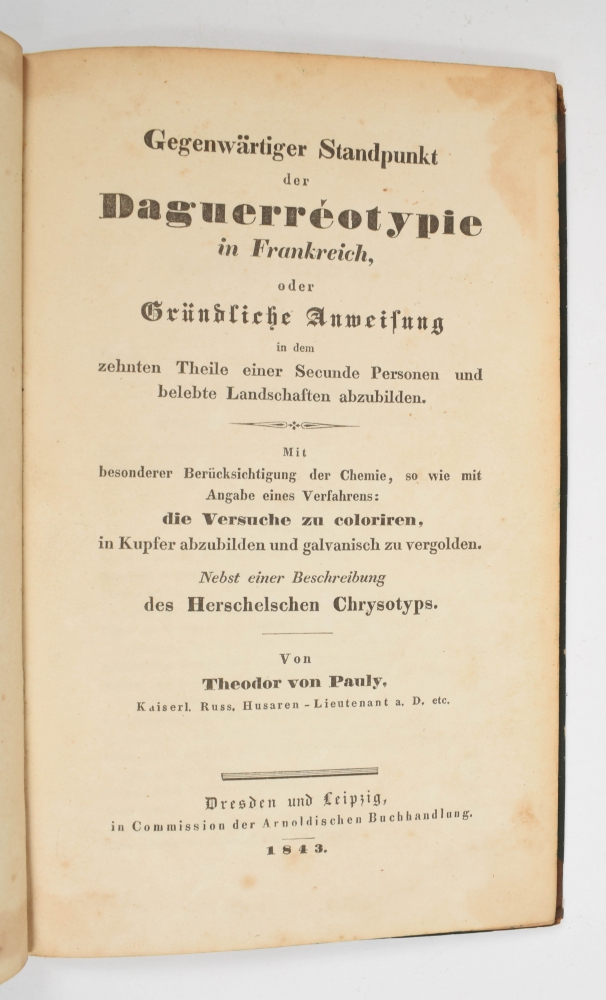 Gegenwärtiger Standpunkt
der
Daguerréotypie
in Frankreich,
oder
Gründliche Anweiſung
in dem
zehnten Theile einer Secunde Personen und
belebte Landschaften abzubilden.
Mit
besonderer Berücksichtigung der Chemie, so wie mit
Angabe eines Verfahrens:
die Versuche zu coloriren,
in Kupfer abzubilden und galvanisch zu vergolden.
Nebst einer Beschreibung
des Herschelschen Chrysotyps.
Von
Theodor von Pauly,
Kaiserl. Russ. Husaren-Lieutenant a. D. etc.
Dresden und Leipzig,
in Commission der Arnoldischen Buchhandlung.
1843.